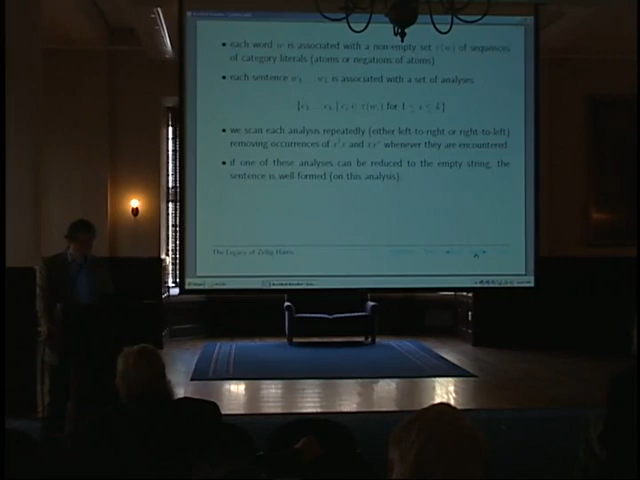 • each word w is associated with a non-empty set of sequences
of category literals (atoms or negations of atoms)
• each sentence is associated with a set of analyses
for 1 ≤ i ≤ k}
• we scan each analysis repeatedly (either left-to-right or right-to-left)
removing occurrences of and whenever they are encountered
• if one of these analyses can be reduced to the empty string, the
sentence is well-formed (on this analysis)
The Legacy of Zellig Harris